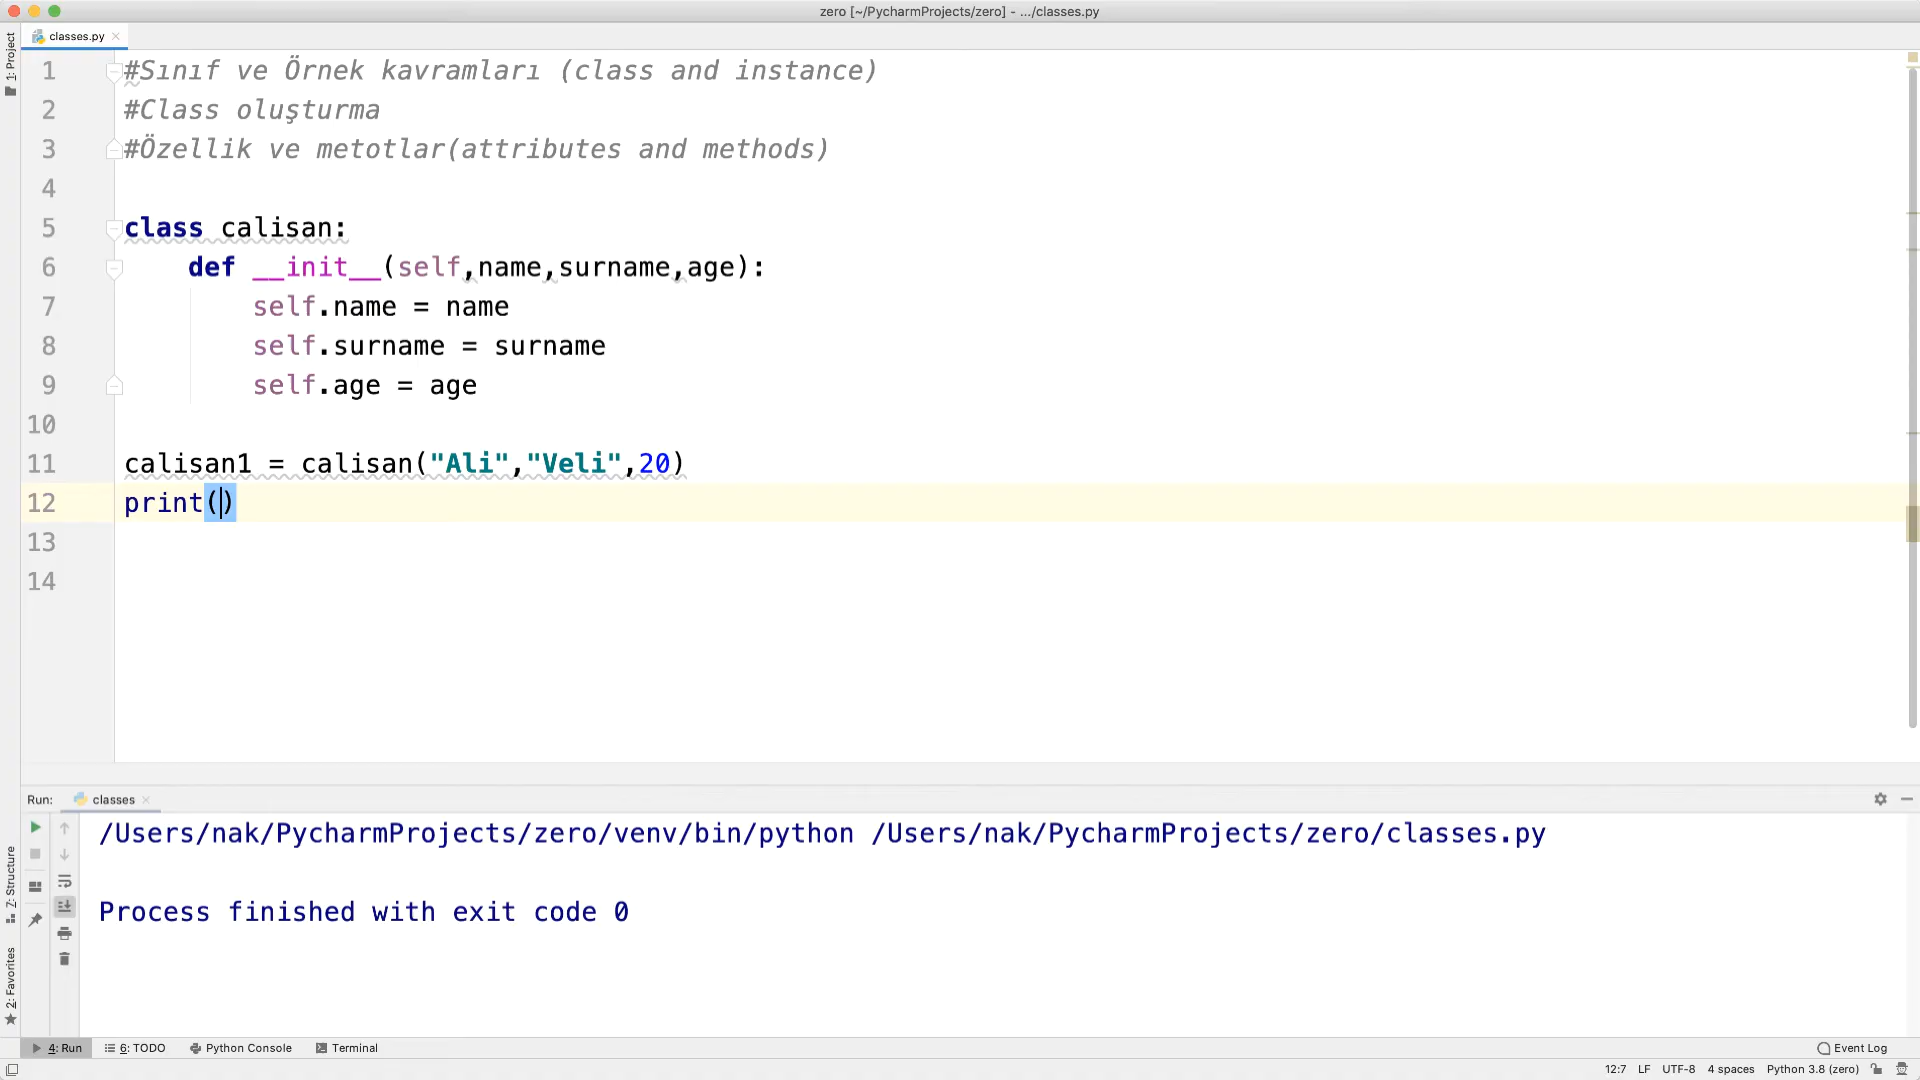 zero [~/PycharmProjects/zero] - .../classes.py
1: Project
classes.py
1 #Sınıf ve Örnek kavramları (class and instance)
2 #Class oluşturma
3 #Özellik ve metotlar(attributes and methods)
4
5 class calisan:
6 def __init__(self,name,surname,age):
7 self.name = name
8 self.surname = surname
9 self.age = age
10
11 calisan1 = calisan("Ali","Veli",20)
12 print()
13
14
Run: classes
/Users/nak/PycharmProjects/zero/venv/bin/python /Users/nak/PycharmProjects/zero/classes.py
Process finished with exit code 0
Z: Structure
2: Favorites
4: Run 6: TODO Python Console Terminal Event Log
12:7 LF UTF-8 4 spaces Python 3.8 (zero)